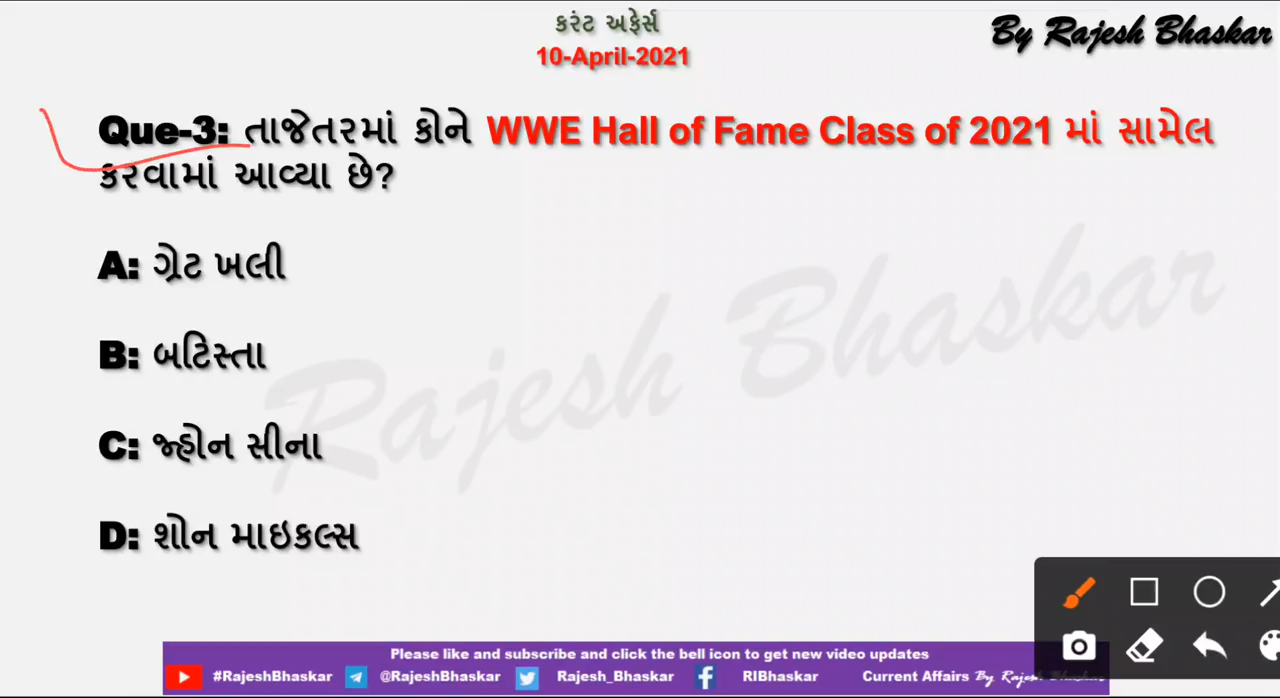 કરંટ અફેર્સ
10-April-2021
By Rajesh Bhaskar
Que-3: તાજેતરમાં કોને WWE Hall of Fame Class of 2021 માં સામેલ
કરવામાં આવ્યા છે?
A: ગ્રેટ ખલી
B: બટિસ્તા
C: જ્હોન સીના
D: શોન માઇકલ્સ
Rajesh Bhaskar
Please like and subscribe and click the bell icon to get new video updates
#RajeshBhaskar @RajeshBhaskar Rajesh_Bhaskar RIBhaskar Current Affairs By Rajesh Bhaskar